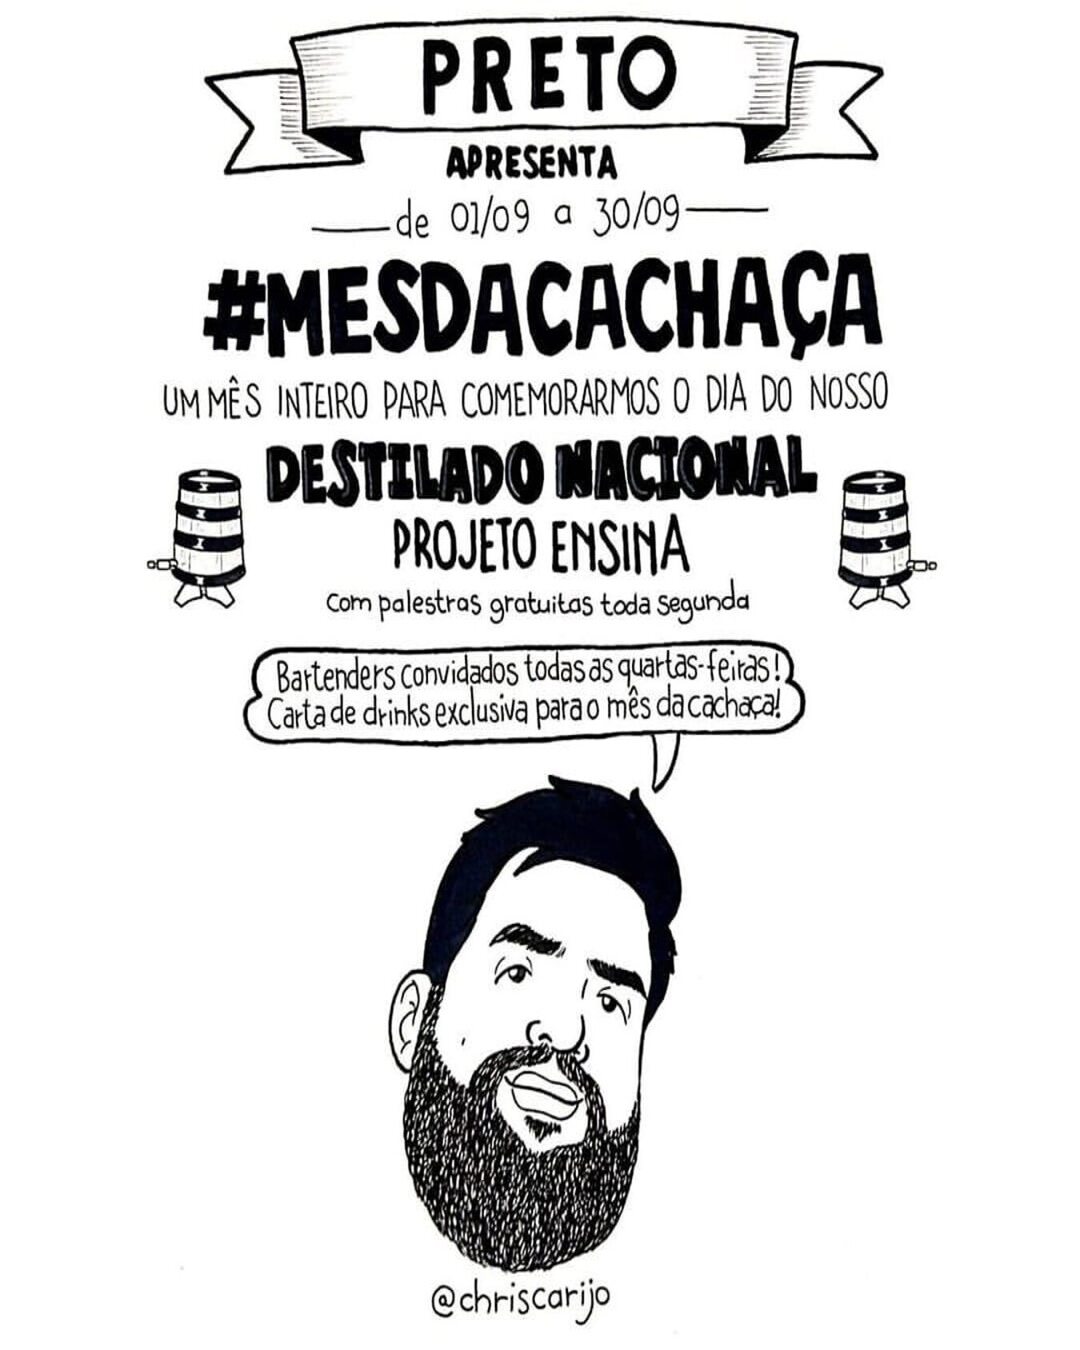 PRETO
APRESENTA
de 01/09 a 30/09
#MESDACACHAÇA
UM MÊS INTEIRO PARA COMEMORARMOS O DIA DO NOSSO
DESTILADO NACIONAL
PROJETO ENSINA
com palestras gratuitas toda segunda
Bartenders convidados todas as quartas-feiras!
Carta de drinks exclusiva para o mês da cachaça!
@chriscarijo